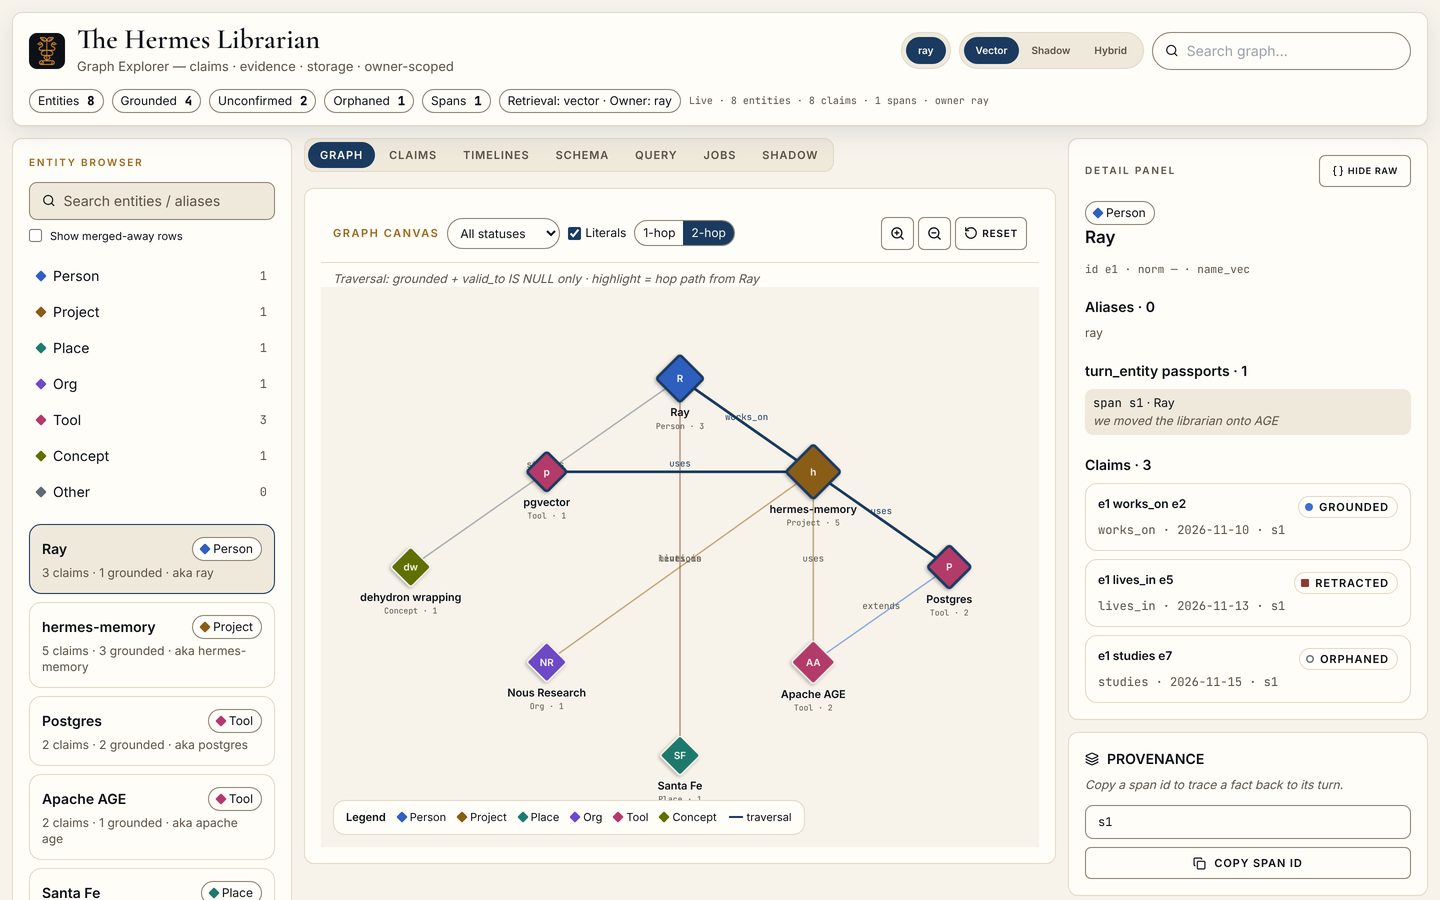 The Hermes Librarian
Graph Explorer — claims · evidence · storage · owner-scoped
ray
Vector Shadow Hybrid
Search graph...
Entities 8
Grounded 4
Unconfirmed 2
Orphaned 1
Spans 1
Retrieval: vector · Owner: ray
Live · 8 entities · 8 claims · 1 spans · owner ray
ENTITY BROWSER
Search entities / aliases
Show merged-away rows
Person 1
Project 1
Place 1
Org 1
Tool 3
Concept 1
Other 0
Ray Person
3 claims · 1 grounded · aka ray
hermes-memory Project
5 claims · 3 grounded · aka hermes-
memory
Postgres Tool
2 claims · 2 grounded · aka postgres
Apache AGE Tool
2 claims · 1 grounded · aka apache
age
Santa Fe Place
GRAPH CLAIMS TIMELINES SCHEMA QUERY JOBS SHADOW
GRAPH CANVAS
All statuses
Literals
1-hop 2-hop
RESET
Traversal: grounded + valid_to IS NULL only · highlight = hop path from Ray
R
Ray
Person · 3
works_on
p
uses
h
pgvector
Tool · 1
hermes-memory
Project · 5
uses
dw
uses
P
dehydron wrapping
Concept · 1
Postgres
Tool · 2
extends
NR
AA
Nous Research
Org · 1
Apache AGE
Tool · 2
SF
Santa Fe
Place · 1
Legend Person Project Place Org Tool Concept traversal
DETAIL PANEL
{ } HIDE RAW
Person
Ray
id e1 · norm — · name_vec
Aliases · 0
ray
turn_entity passports · 1
span s1 · Ray
we moved the librarian onto AGE
Claims · 3
e1 works_on e2 GROUNDED
works_on · 2026-11-10 · s1
e1 lives_in e5 RETRACTED
lives_in · 2026-11-13 · s1
e1 studies e7 ORPHANED
studies · 2026-11-15 · s1
PROVENANCE
Copy a span id to trace a fact back to its turn.
s1
COPY SPAN ID